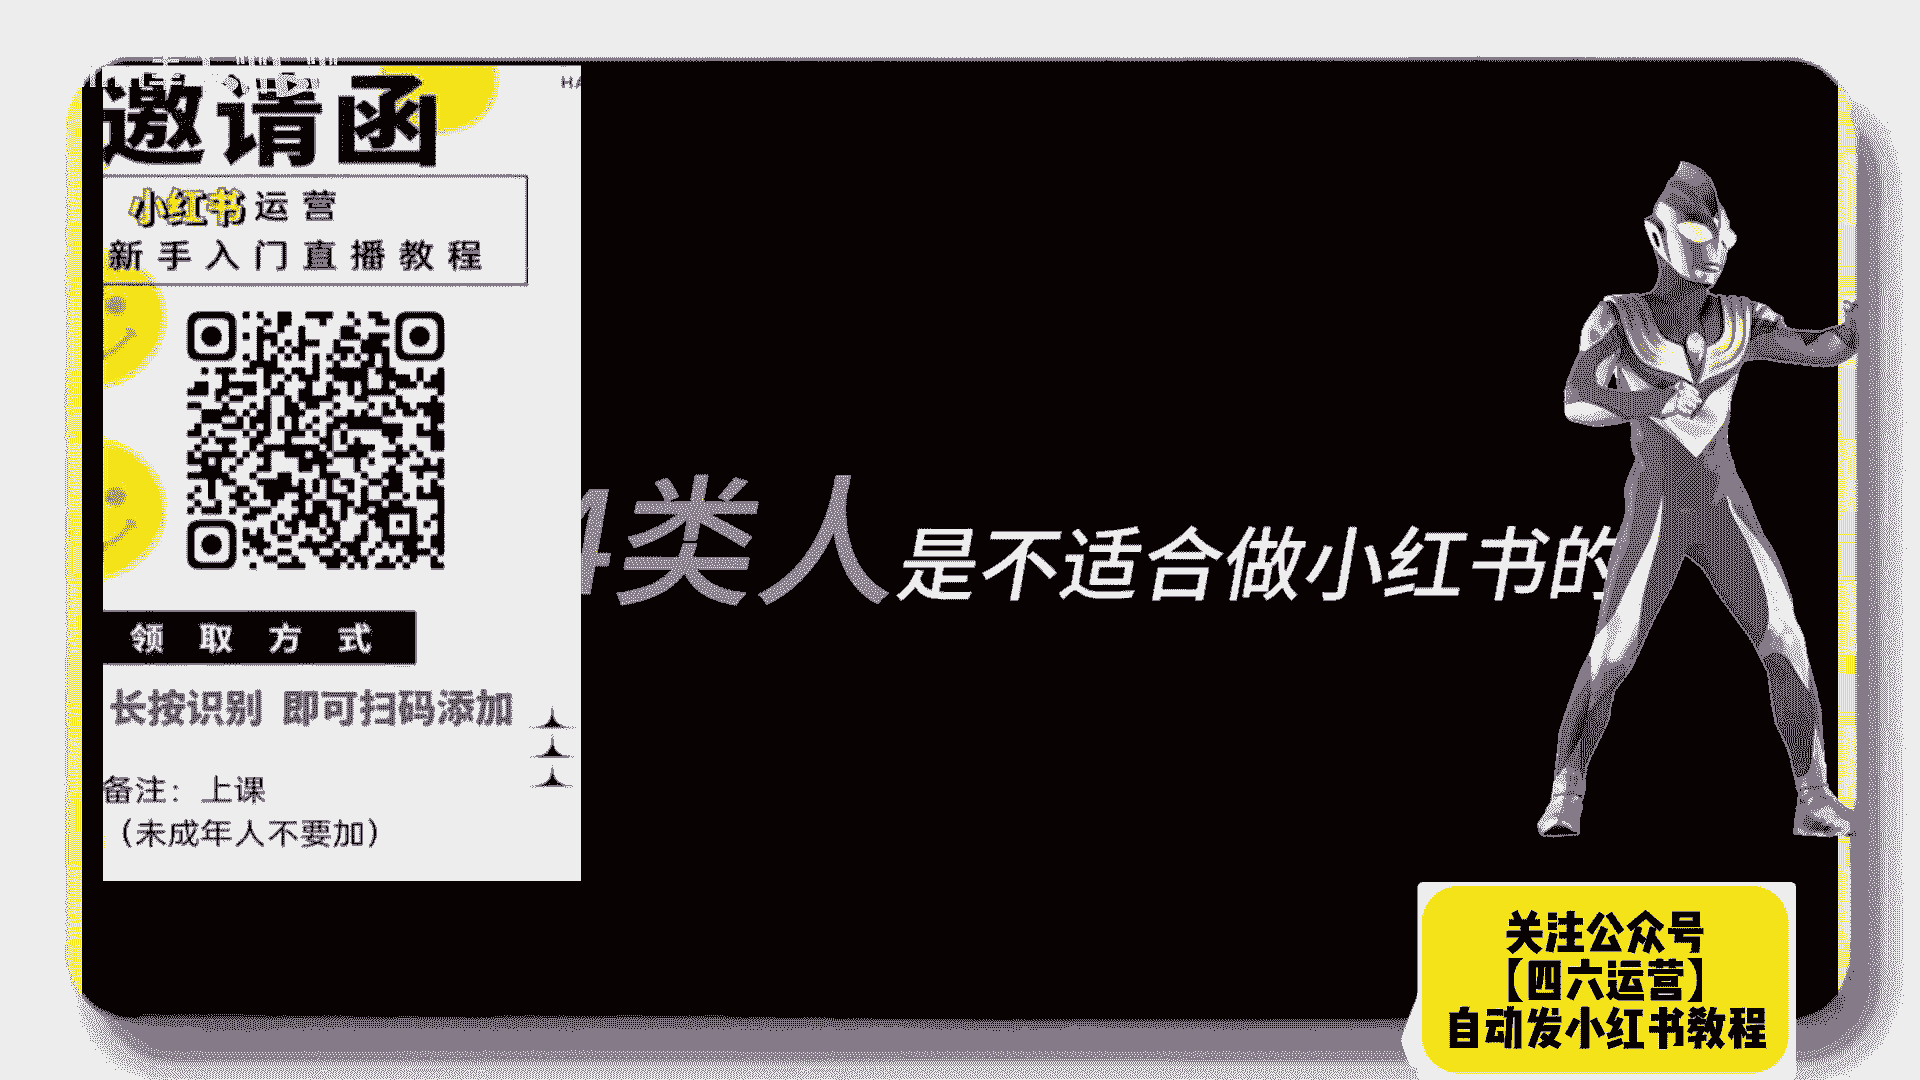 邀请函
HA
小红书运营
新手入门直播教程
领取方式
长按识别 即可扫码添加
备注：上课
（未成年人不要加）
4类人是不适合做小红书的
关注公众号
【四六运营】
自动发小红书教程